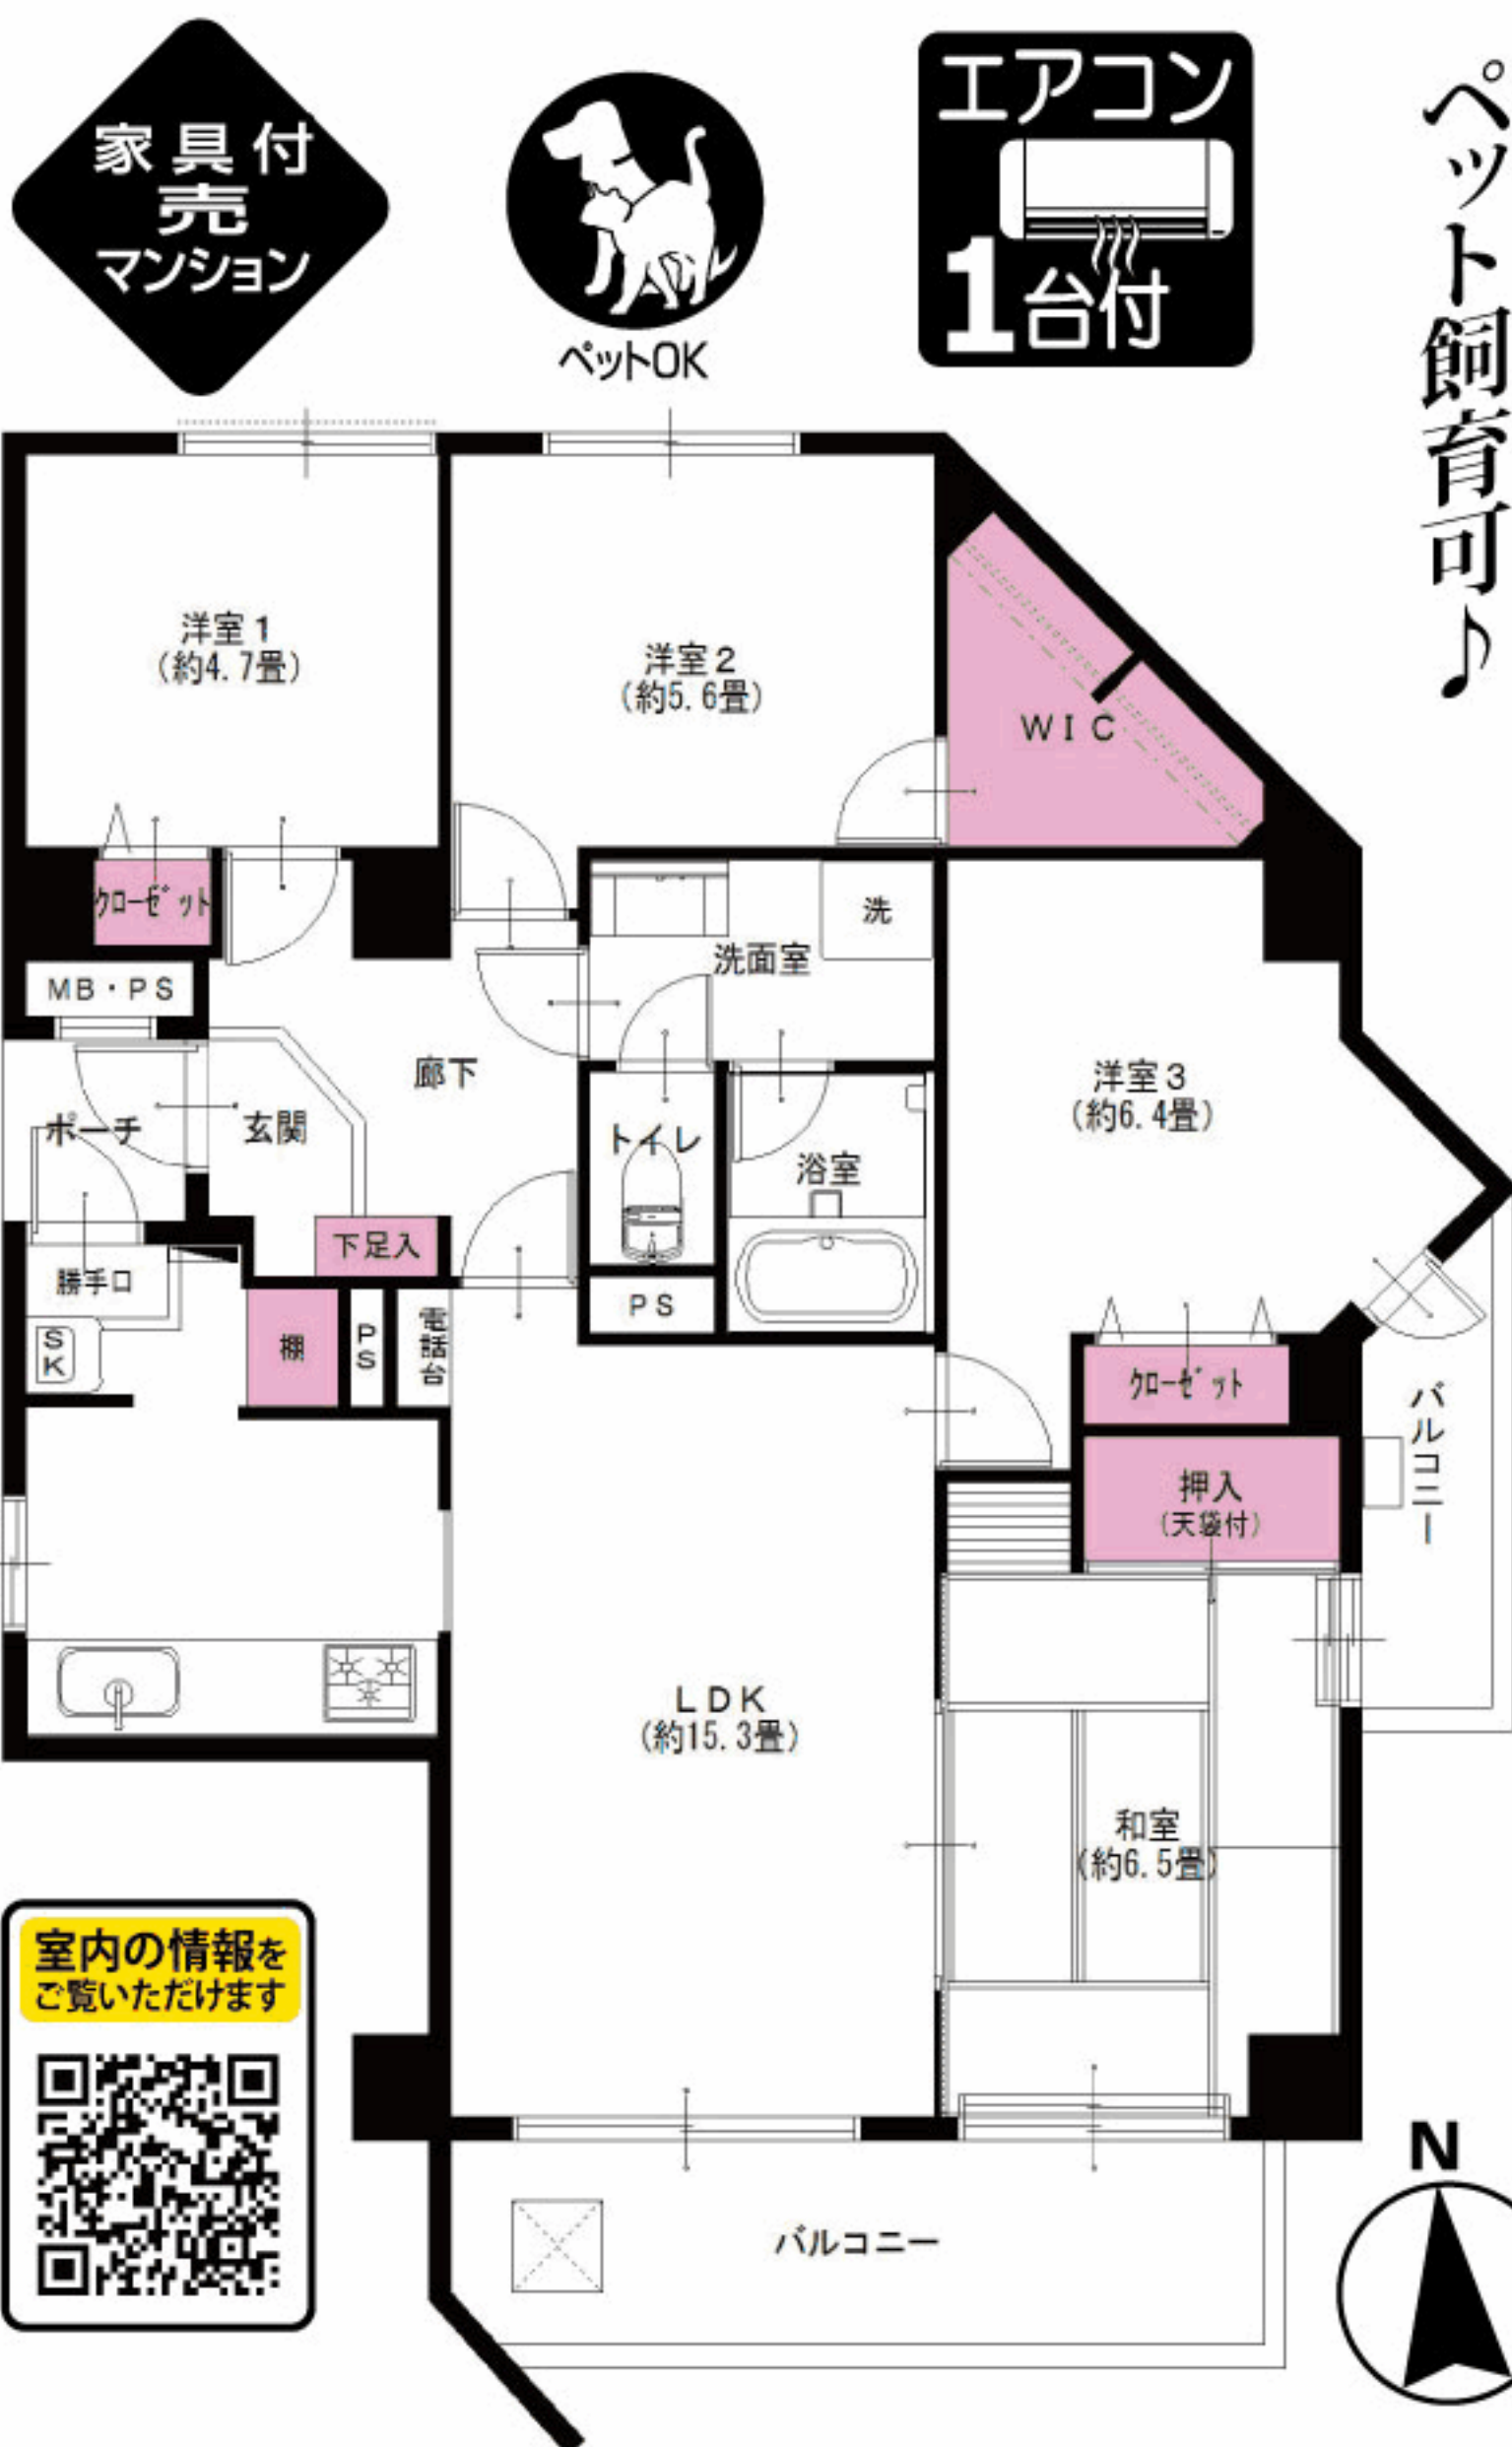 家具付
売
マンション
ペットOK
エアコン
1台付
ペット飼育可♪
洋室1
(約4.7畳)
洋室2
(約5.6畳)
WIC
クローゼット
洗
洗面室
MB・PS
廊下
洋室3
(約6.4畳)
ポーチ
玄関
トイレ
浴室
下足入
勝手口
SK
棚
PS
電話台
PS
クローゼット
バルコニー
押入
(天袋付)
LDK
(約15.3畳)
和室
(約6.5畳)
室内の情報を
ご覧いただけます
バルコニー
N